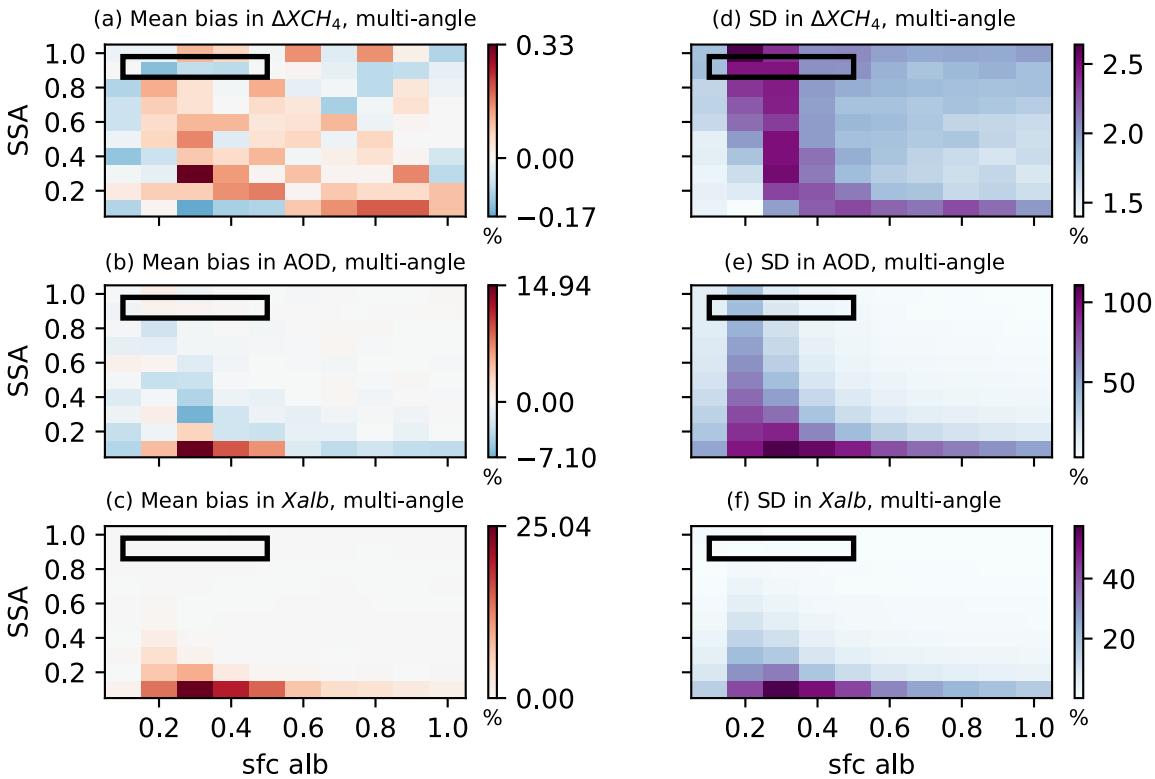 (a) Mean bias in ΔXCH₄, multi-angle
SSA
1.0
0.8
0.6
0.4
0.2
0.33
0.00
−0.17
%
(d) SD in ΔXCH₄, multi-angle
2.5
2.0
1.5
%
(b) Mean bias in AOD, multi-angle
SSA
1.0
0.8
0.6
0.4
0.2
14.94
0.00
−7.10
%
(e) SD in AOD, multi-angle
100
50
%
(c) Mean bias in Xalb, multi-angle
SSA
1.0
0.8
0.6
0.4
0.2
0.2 0.4 0.6 0.8 1.0
sfc alb
25.04
0.00
%
(f) SD in Xalb, multi-angle
0.2 0.4 0.6 0.8 1.0
sfc alb
40
20
%